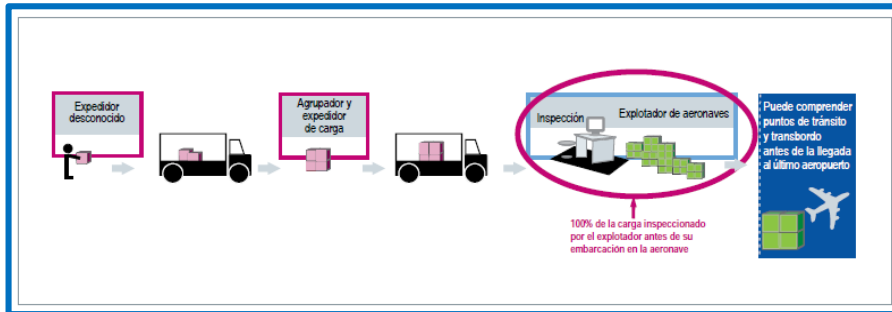 Expedidor
desconocido
Agrupador y
expedidor
de carga
Inspección
Explotador de aeronaves
100% de la carga inspeccionado
por el explotador antes de su
embarcación en la aeronave
Puede comprender
puntos de tránsito
y transbordo
antes de la llegada
al último aeropuerto